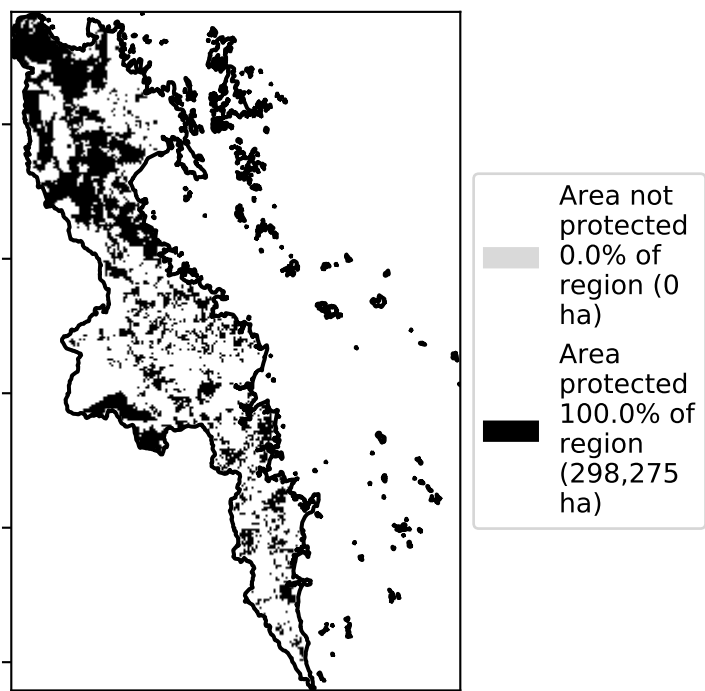 Area not
protected
0.0% of
region (0
ha)
Area
protected
100.0% of
region
(298,275
ha)